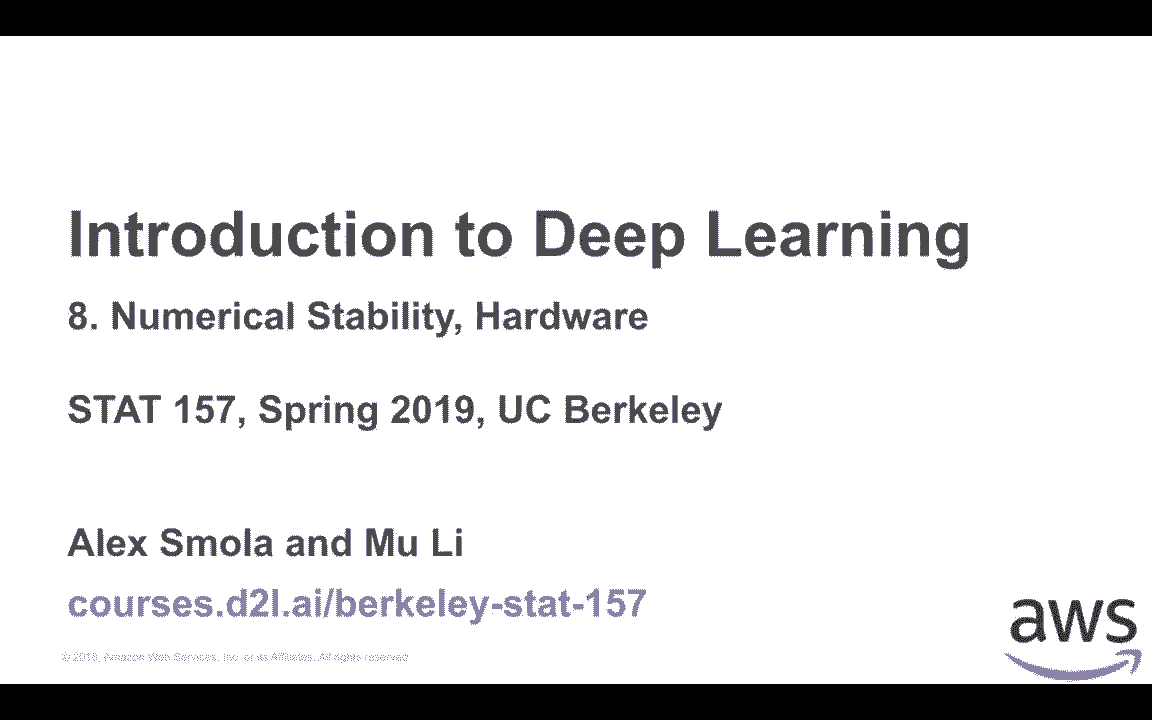 Introduction to Deep Learning
8. Numerical Stability, Hardware
STAT 157, Spring 2019, UC Berkeley
Alex Smola and Mu Li
courses.d2l.ai/berkeley-stat-157
© 2018, Amazon Web Services, Inc. or its Affiliates. All rights reserved
aws